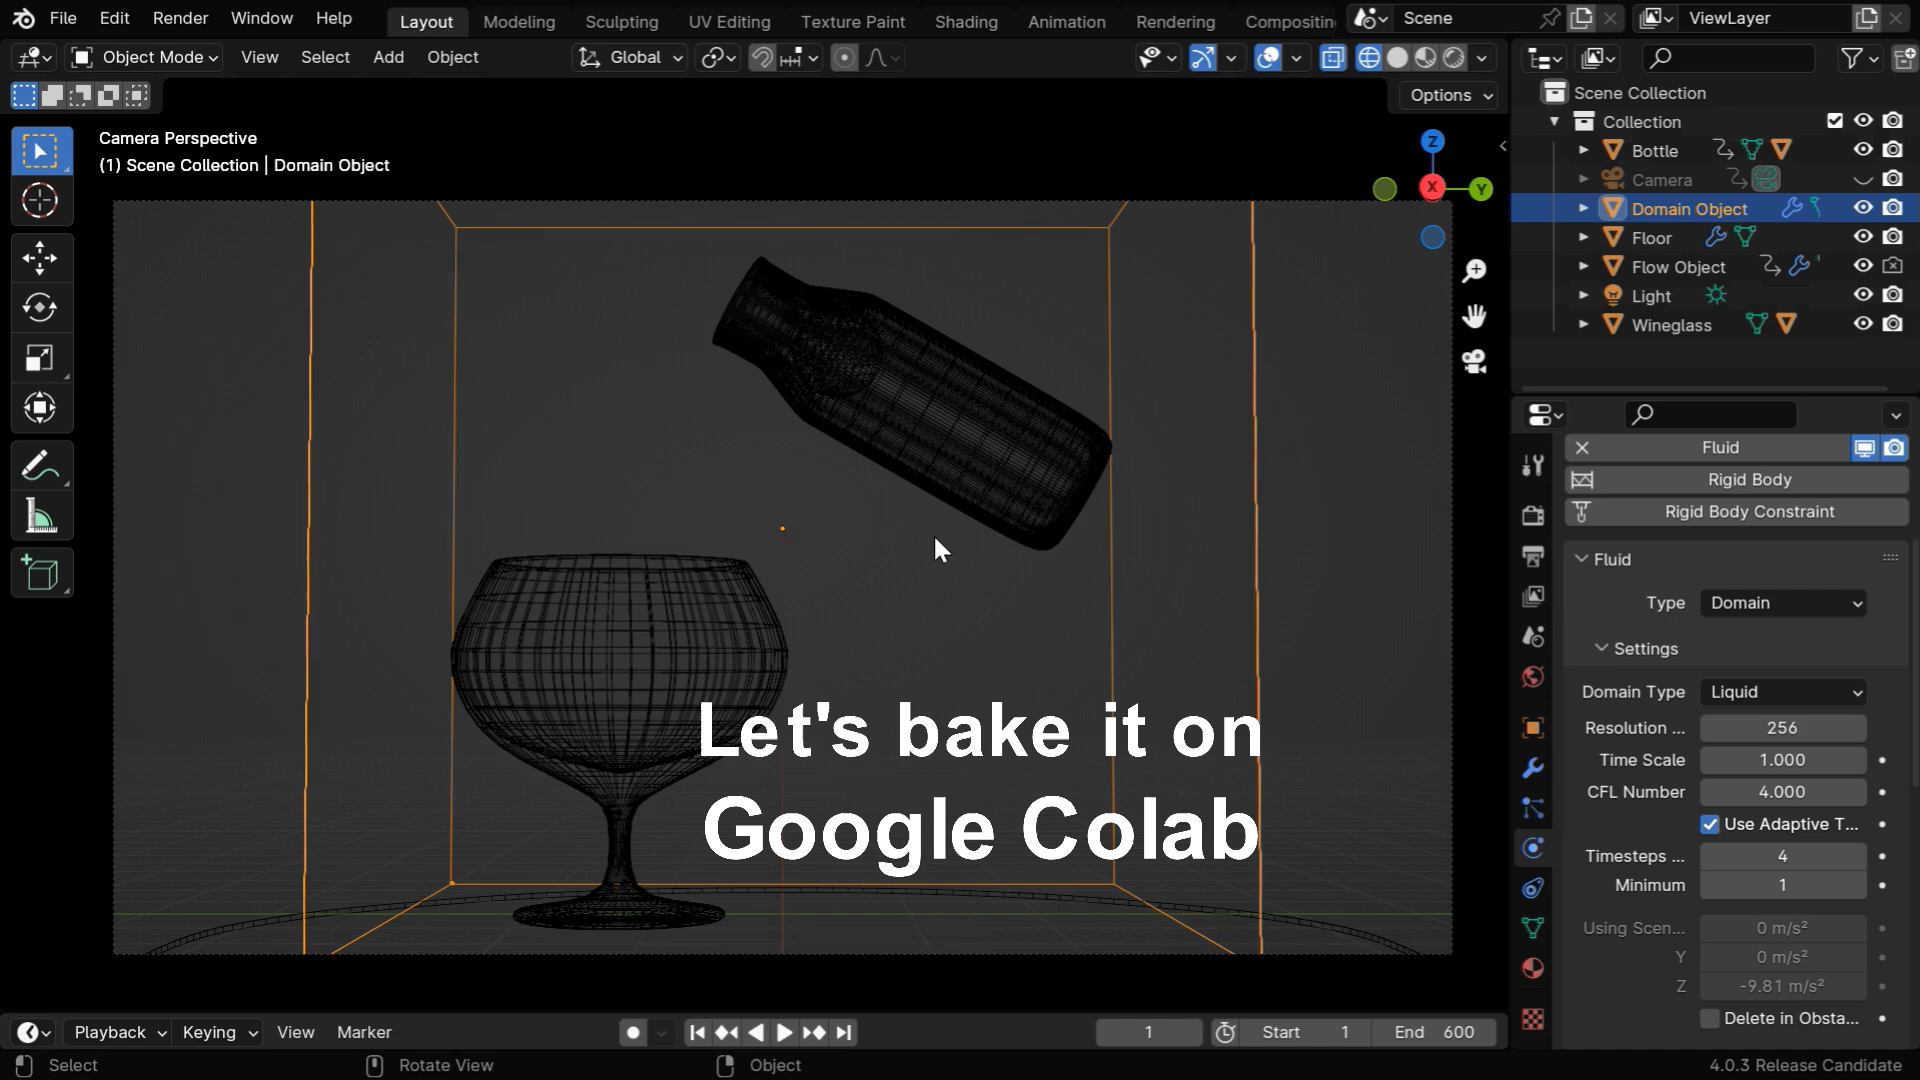 File Edit Render Window Help Layout Modeling Sculpting UV Editing Texture Paint Shading Animation Rendering Compositin Scene ViewLayer
Object Mode View Select Add Object Global
Options
Camera Perspective
(1) Scene Collection | Domain Object
Z
X
Y
Let's bake it on
Google Colab
Scene Collection
Collection
Bottle
Camera
Domain Object
Floor
Flow Object
Light
Wineglass
Fluid
Rigid Body
Rigid Body Constraint
Fluid
Type Domain
Settings
Domain Type Liquid
Resolution ... 256
Time Scale 1.000
CFL Number 4.000
Use Adaptive T...
Timesteps ... 4
Minimum 1
Using Scen... 0 m/s²
Y 0 m/s²
Z -9.81 m/s²
Delete in Obsta...
Playback Keying View Marker 1 Start 1 End 600
Select Rotate View Object 4.0.3 Release Candidate